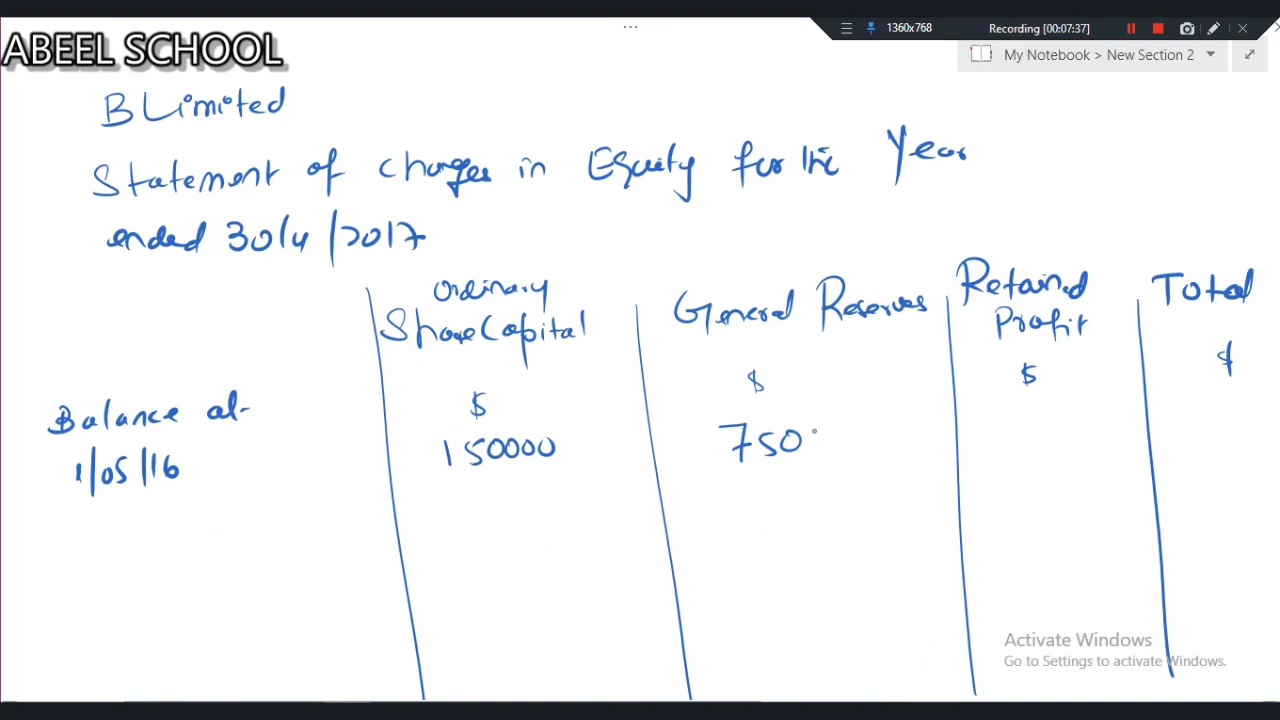 1360x768
Recording [00:07:37]
ABEEL SCHOOL
My Notebook > New Section 2
B Limited
Statement of changes in Equity for the Year
ended 30/4/2017
Ordinary Share Capital
General Reserves
Retained Profit
Total
$
$
$
$
Balance at
1/05/16
150000
750
Activate Windows
Go to Settings to activate Windows.